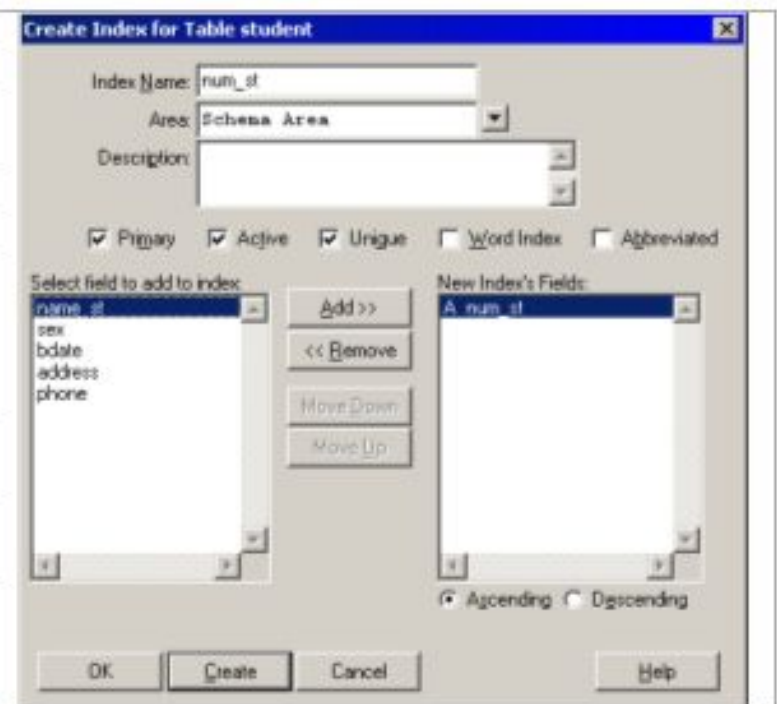 Create Index for Table student
Index Name: num_st
Area: Schema Area
Description:
Primary Active Unique Word Index Abbreviated
Select field to add to index:
name_st
sex
bdate
address
phone
Add >>
<< Remove
Move Down
Move Up
New Index's Fields:
A num_st
Ascending Descending
OK Create Cancel Help